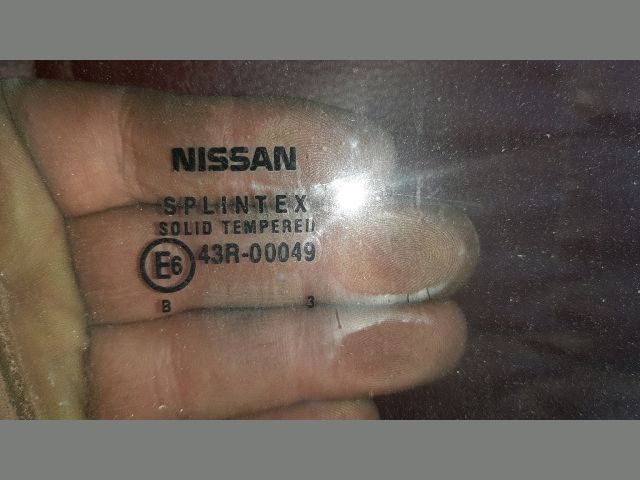 NISSAN
SPLINTEX
SOLID TEMPERED
E6 43R-00049
B 3